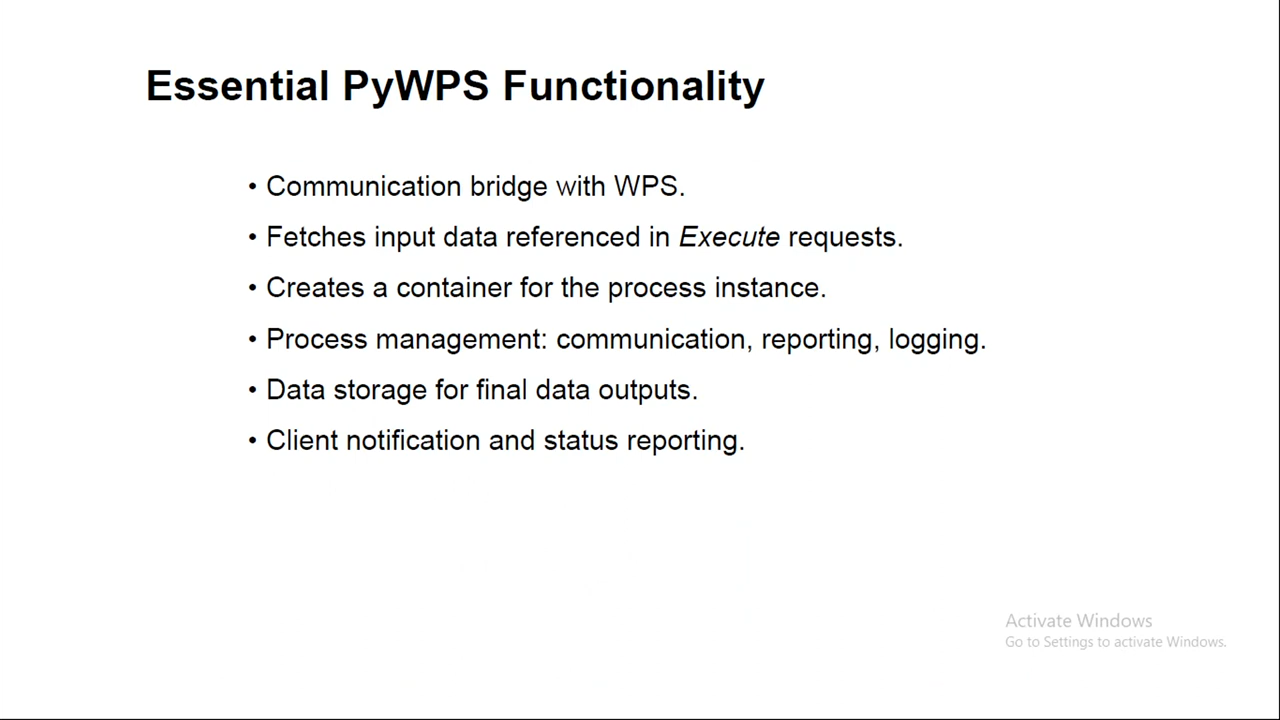 Essential PyWPS Functionality
• Communication bridge with WPS.
• Fetches input data referenced in Execute requests.
• Creates a container for the process instance.
• Process management: communication, reporting, logging.
• Data storage for final data outputs.
• Client notification and status reporting.
Activate Windows
Go to Settings to activate Windows.